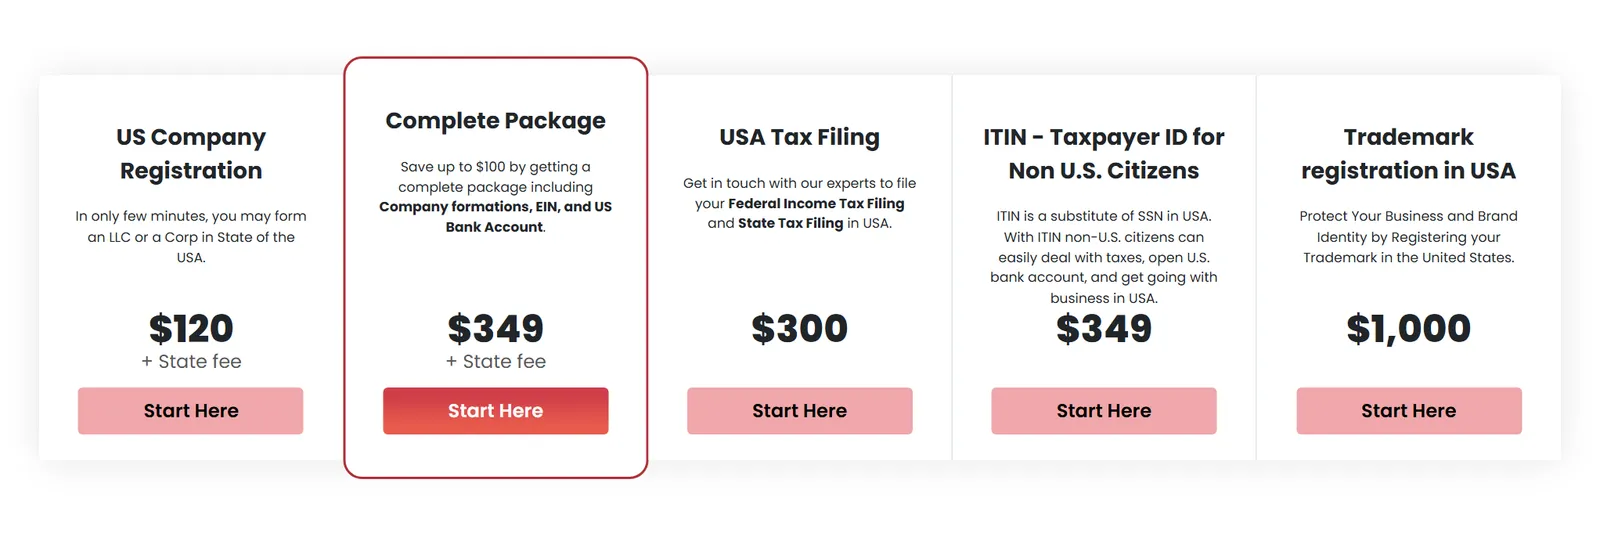 US Company
Registration
In only few minutes, you may form
an LLC or a Corp in State of the
USA.
$120
+ State fee
Start Here
Complete Package
Save up to $100 by getting a
complete package including
Company formations, EIN, and US
Bank Account.
$349
+ State fee
Start Here
USA Tax Filing
Get in touch with our experts to file
your Federal Income Tax Filing
and State Tax Filing in USA.
$300
Start Here
ITIN - Taxpayer ID for
Non U.S. Citizens
ITIN is a substitute of SSN in USA.
With ITIN non-U.S. citizens can
easily deal with taxes, open U.S.
bank account, and get going with
business in USA.
$349
Start Here
Trademark
registration in USA
Protect Your Business and Brand
Identity by Registering your
Trademark in the United States.
$1,000
Start Here